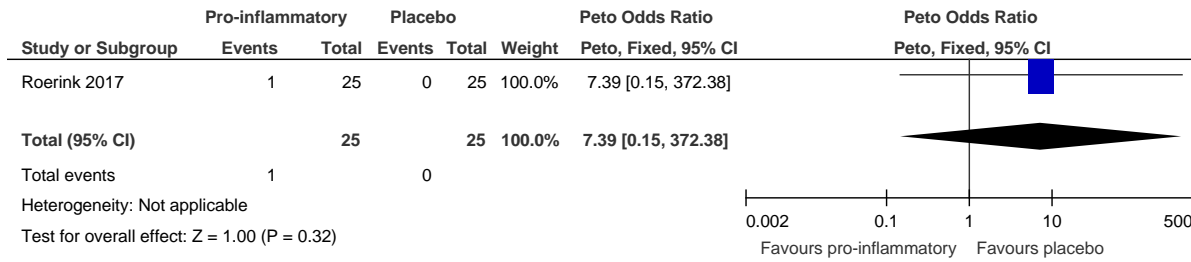 Pro-inflammatory Placebo Peto Odds Ratio Peto Odds Ratio
Study or Subgroup Events Total Events Total Weight Peto, Fixed, 95% CI Peto, Fixed, 95% CI
Roerink 2017 1 25 0 25 100.0% 7.39 [0.15, 372.38]
Total (95% CI) 25 25 100.0% 7.39 [0.15, 372.38]
Total events 1 0
Heterogeneity: Not applicable
Test for overall effect: Z = 1.00 (P = 0.32)
0.002 0.1 1 10 500
Favours pro-inflammatory Favours placebo